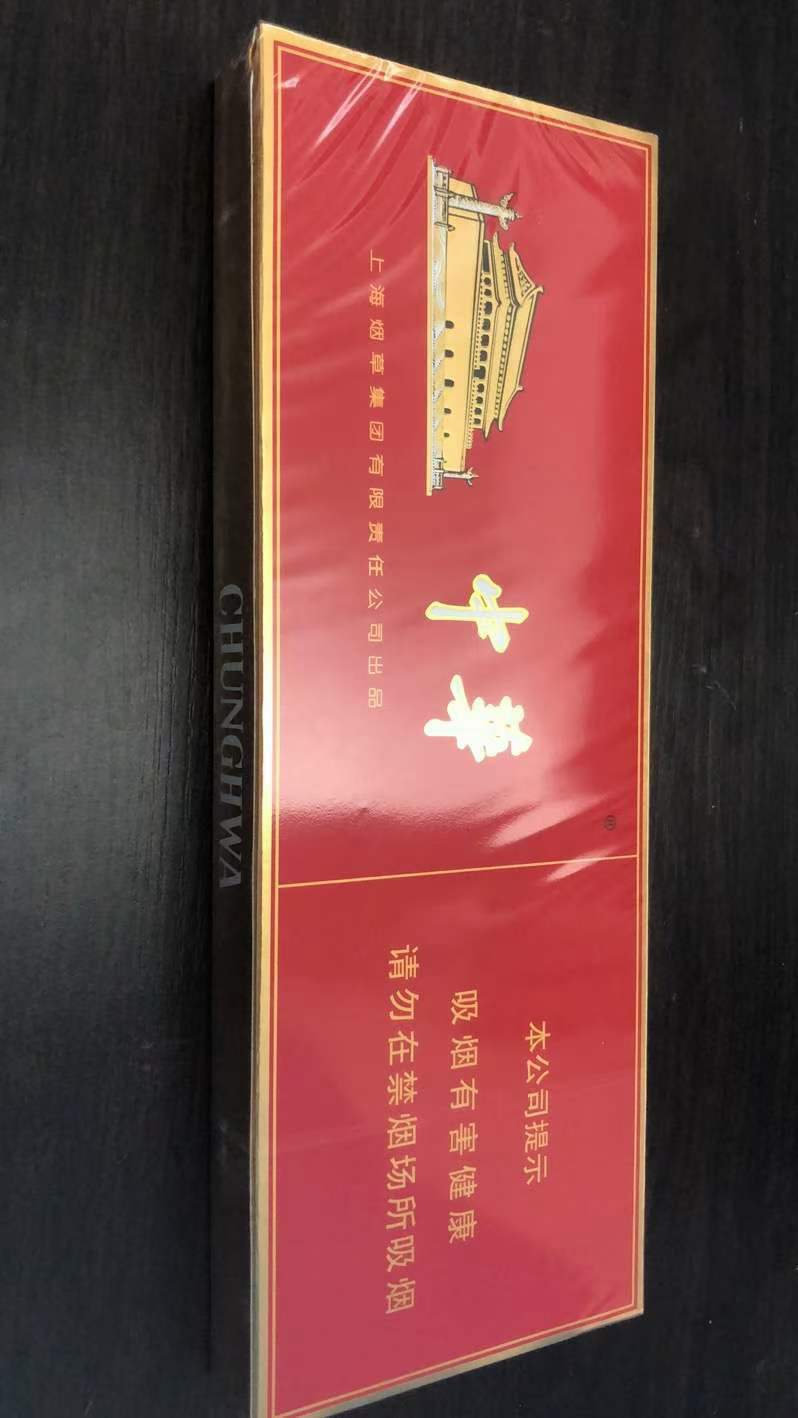 中華
®
上海烟草集团有限责任公司出品
本公司提示
吸烟有害健康
请勿在禁烟场所吸烟
CHUNGHWA